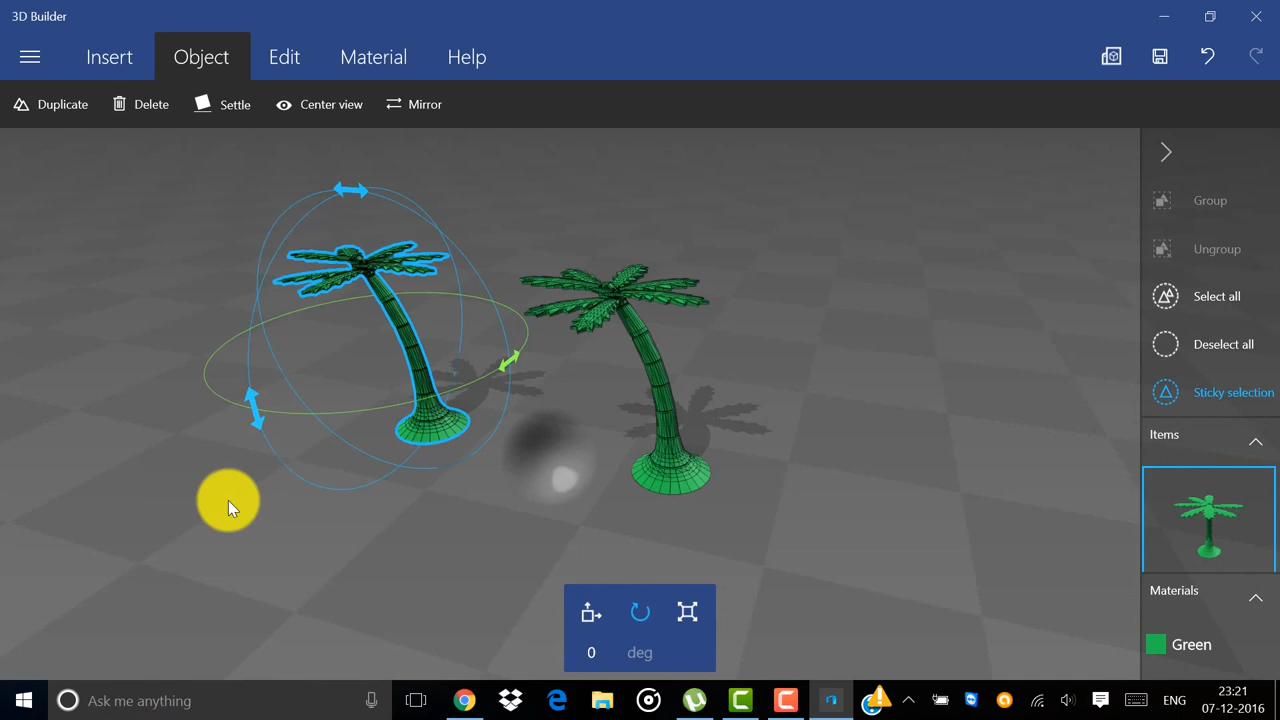 3D Builder
Insert
Object
Edit
Material
Help
Duplicate
Delete
Settle
Center view
Mirror
Group
Ungroup
Select all
Deselect all
Sticky selection
Items
Materials
Green
0 deg
Ask me anything
ENG
23:21
07-12-2016